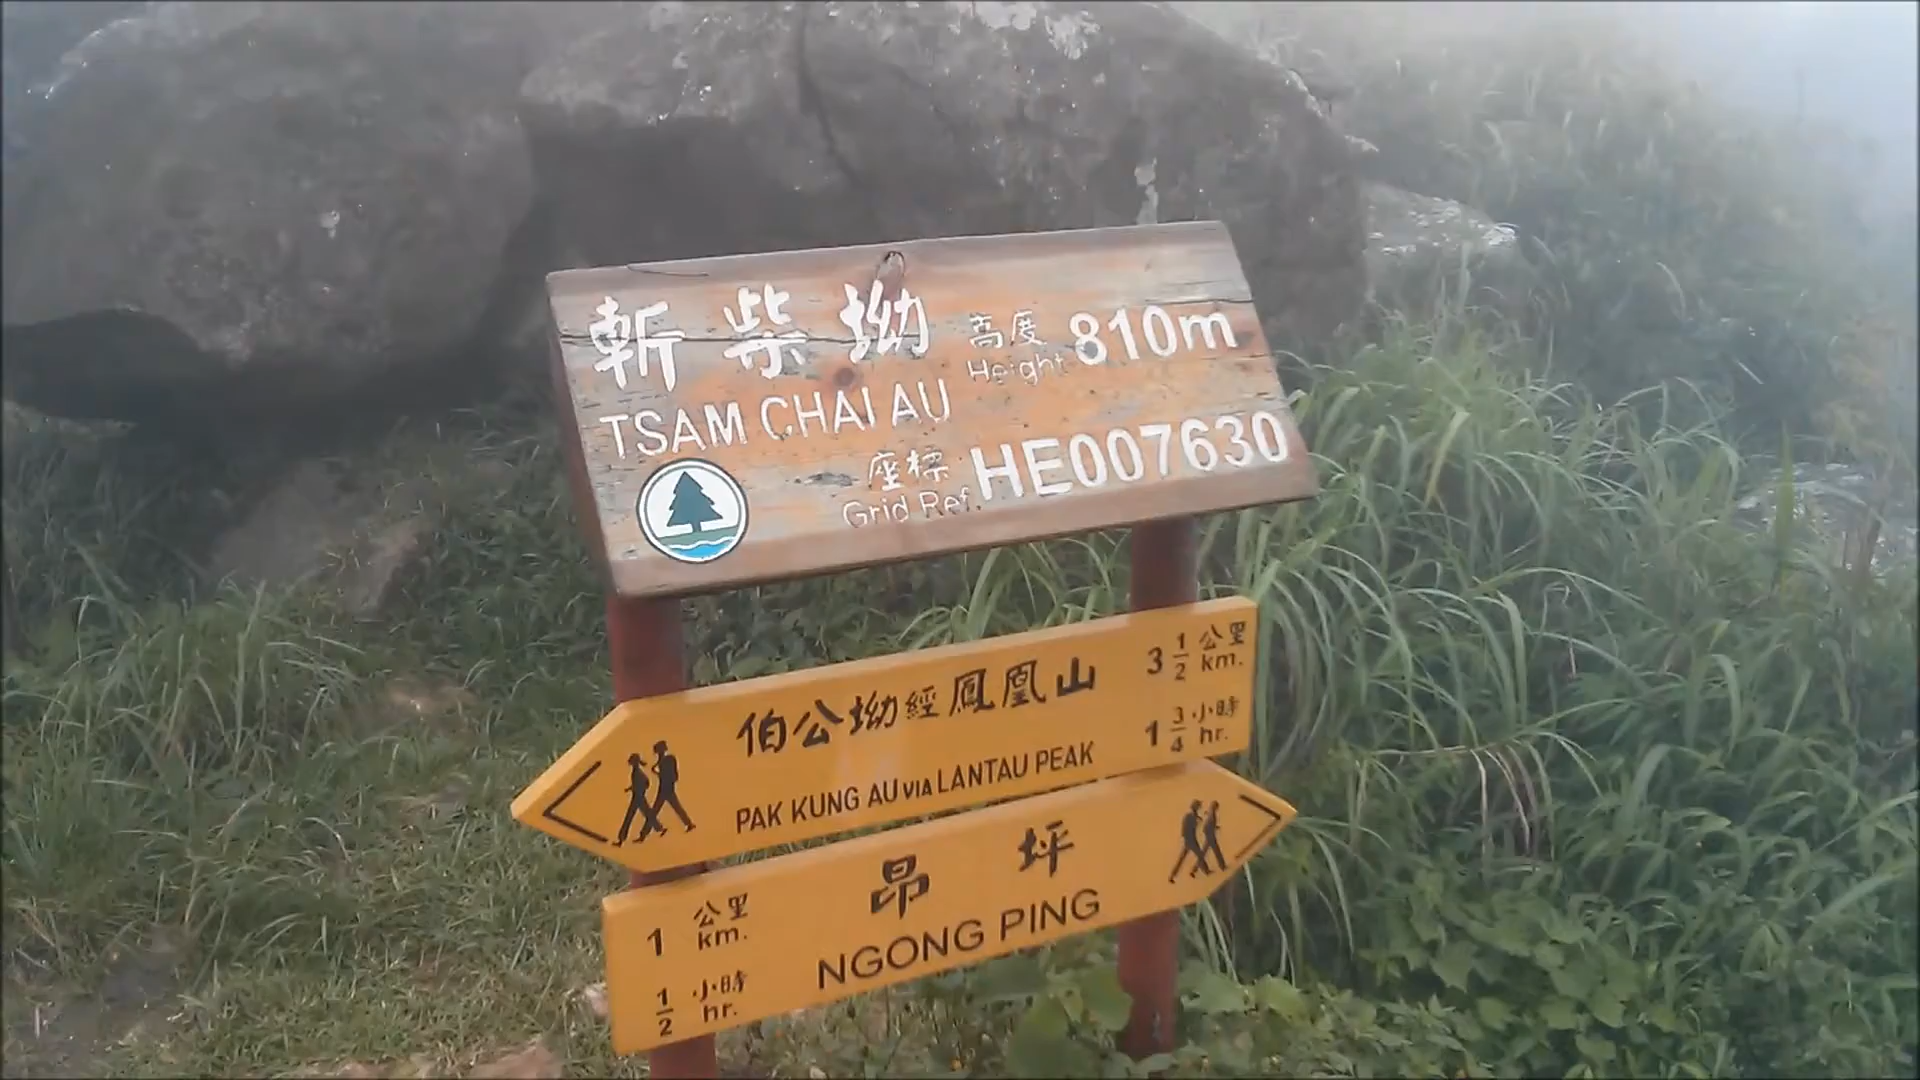 斬柴坳 高度 Height 810m
TSAM CHAI AU
座標 Grid Ref. HE007630
伯公坳經鳳凰山
PAK KUNG AU VIA LANTAU PEAK
3 1/2 公里 km.
1 3/4 小時 hr.
昂坪
NGONG PING
1 公里 km.
1/2 小時 hr.